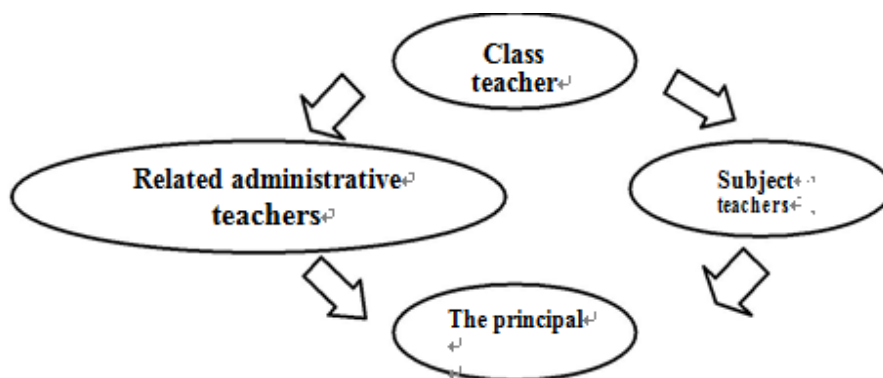 Class
teacher
Related administrative
teachers
Subject
teachers
The principal